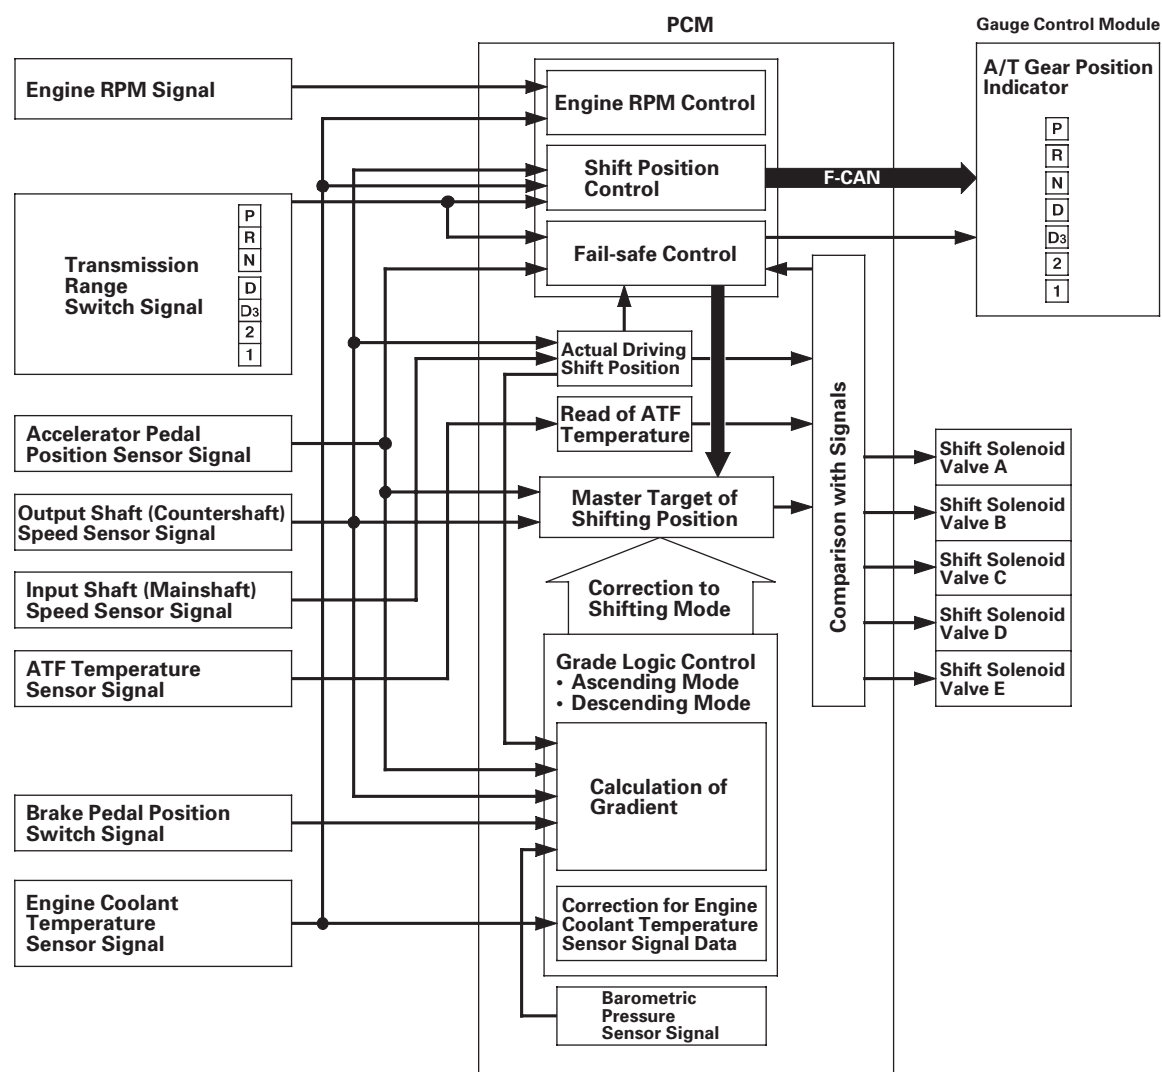 PCM
Gauge Control Module
Engine RPM Signal
Engine RPM Control
A/T Gear Position
Indicator
P
R
N
D
D3
2
1
Shift Position
Control
F-CAN
Transmission
Range
Switch Signal
P
R
N
D
D3
2
1
Fail-safe Control
Actual Driving
Shift Position
Read of ATF
Temperature
Comparison with Signals
Accelerator Pedal
Position Sensor Signal
Master Target of
Shifting Position
Output Shaft (Countershaft)
Speed Sensor Signal
Shift Solenoid
Valve A
Shift Solenoid
Valve B
Shift Solenoid
Valve C
Shift Solenoid
Valve D
Shift Solenoid
Valve E
Input Shaft (Mainshaft)
Speed Sensor Signal
Correction to
Shifting Mode
ATF Temperature
Sensor Signal
Grade Logic Control
• Ascending Mode
• Descending Mode
Calculation of
Gradient
Brake Pedal Position
Switch Signal
Engine Coolant
Temperature
Sensor Signal
Correction for Engine
Coolant Temperature
Sensor Signal Data
Barometric
Pressure
Sensor Signal